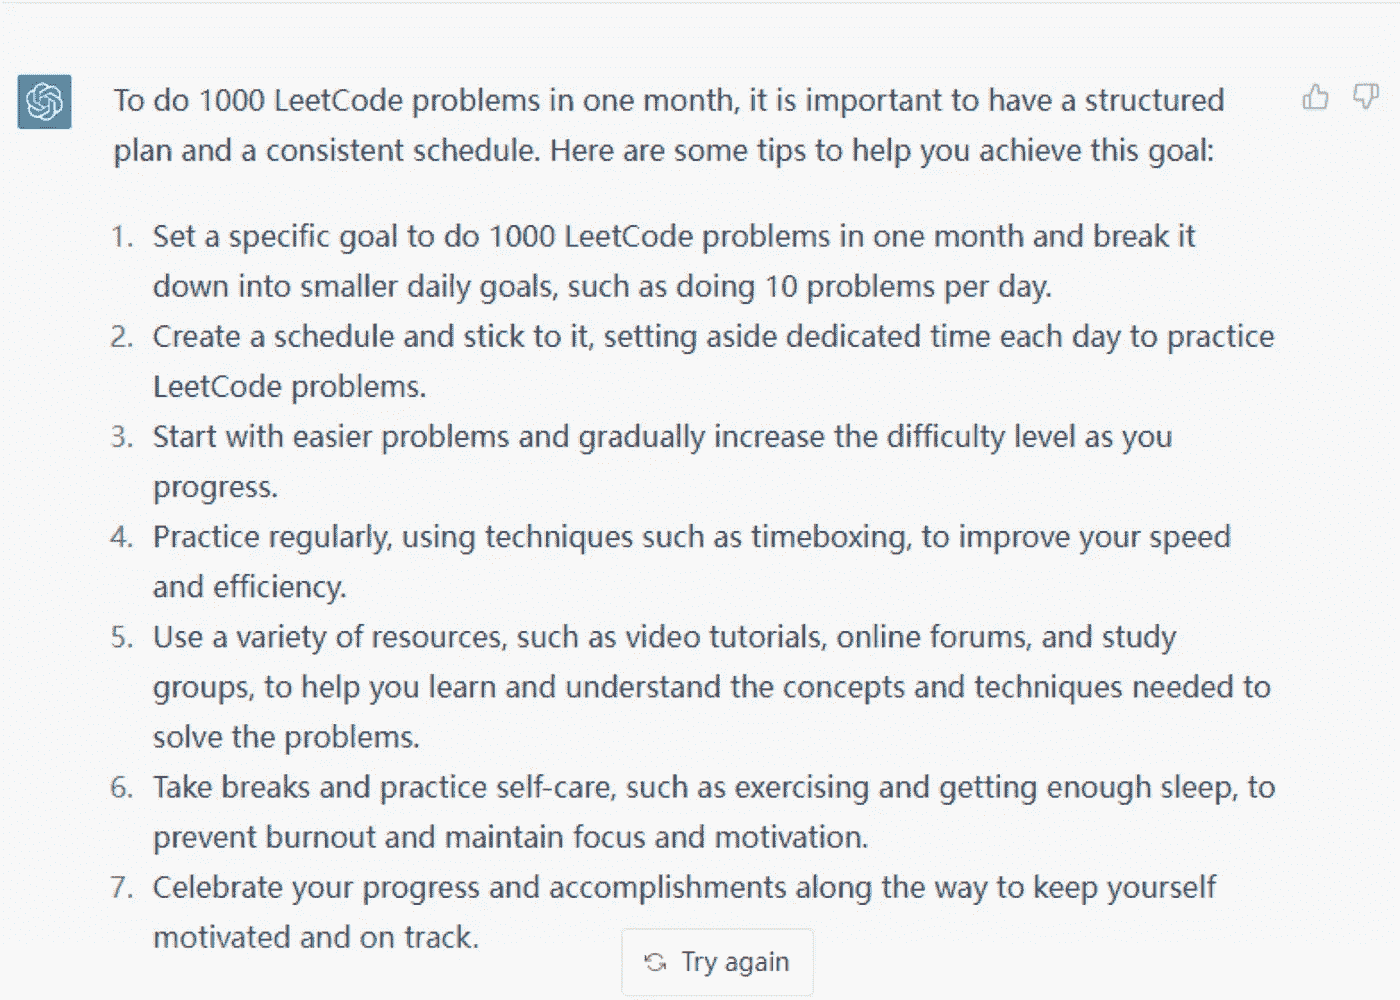 To do 1000 LeetCode problems in one month, it is important to have a structured
plan and a consistent schedule. Here are some tips to help you achieve this goal:
1. Set a specific goal to do 1000 LeetCode problems in one month and break it
down into smaller daily goals, such as doing 10 problems per day.
2. Create a schedule and stick to it, setting aside dedicated time each day to practice
LeetCode problems.
3. Start with easier problems and gradually increase the difficulty level as you
progress.
4. Practice regularly, using techniques such as timeboxing, to improve your speed
and efficiency.
5. Use a variety of resources, such as video tutorials, online forums, and study
groups, to help you learn and understand the concepts and techniques needed to
solve the problems.
6. Take breaks and practice self-care, such as exercising and getting enough sleep, to
prevent burnout and maintain focus and motivation.
7. Celebrate your progress and accomplishments along the way to keep yourself
motivated and on track.
Try again